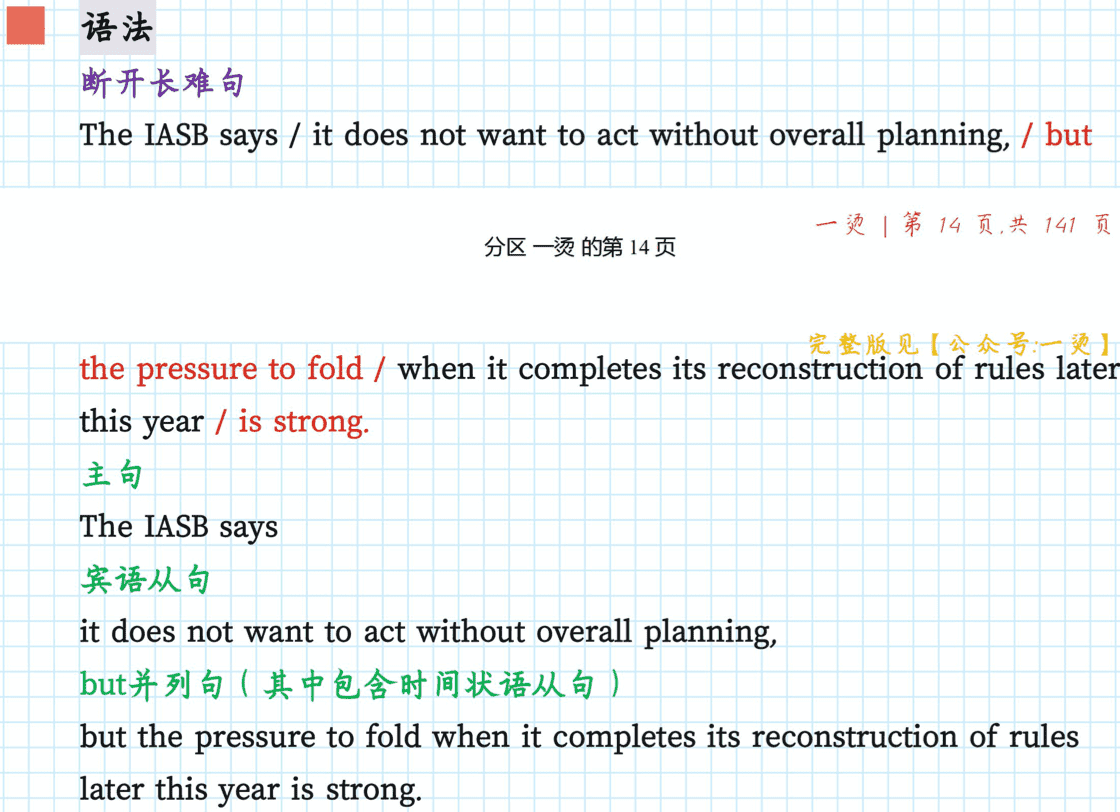 语法
断开长难句
The IASB says / it does not want to act without overall planning, / but
一烫 | 第 14 页,共 141 页
分区 一烫 的第 14 页
完整版见【公众号:一烫】
the pressure to fold / when it completes its reconstruction of rules later
this year / is strong.
主句
The IASB says
宾语从句
it does not want to act without overall planning,
but并列句（其中包含时间状语从句）
but the pressure to fold when it completes its reconstruction of rules
later this year is strong.